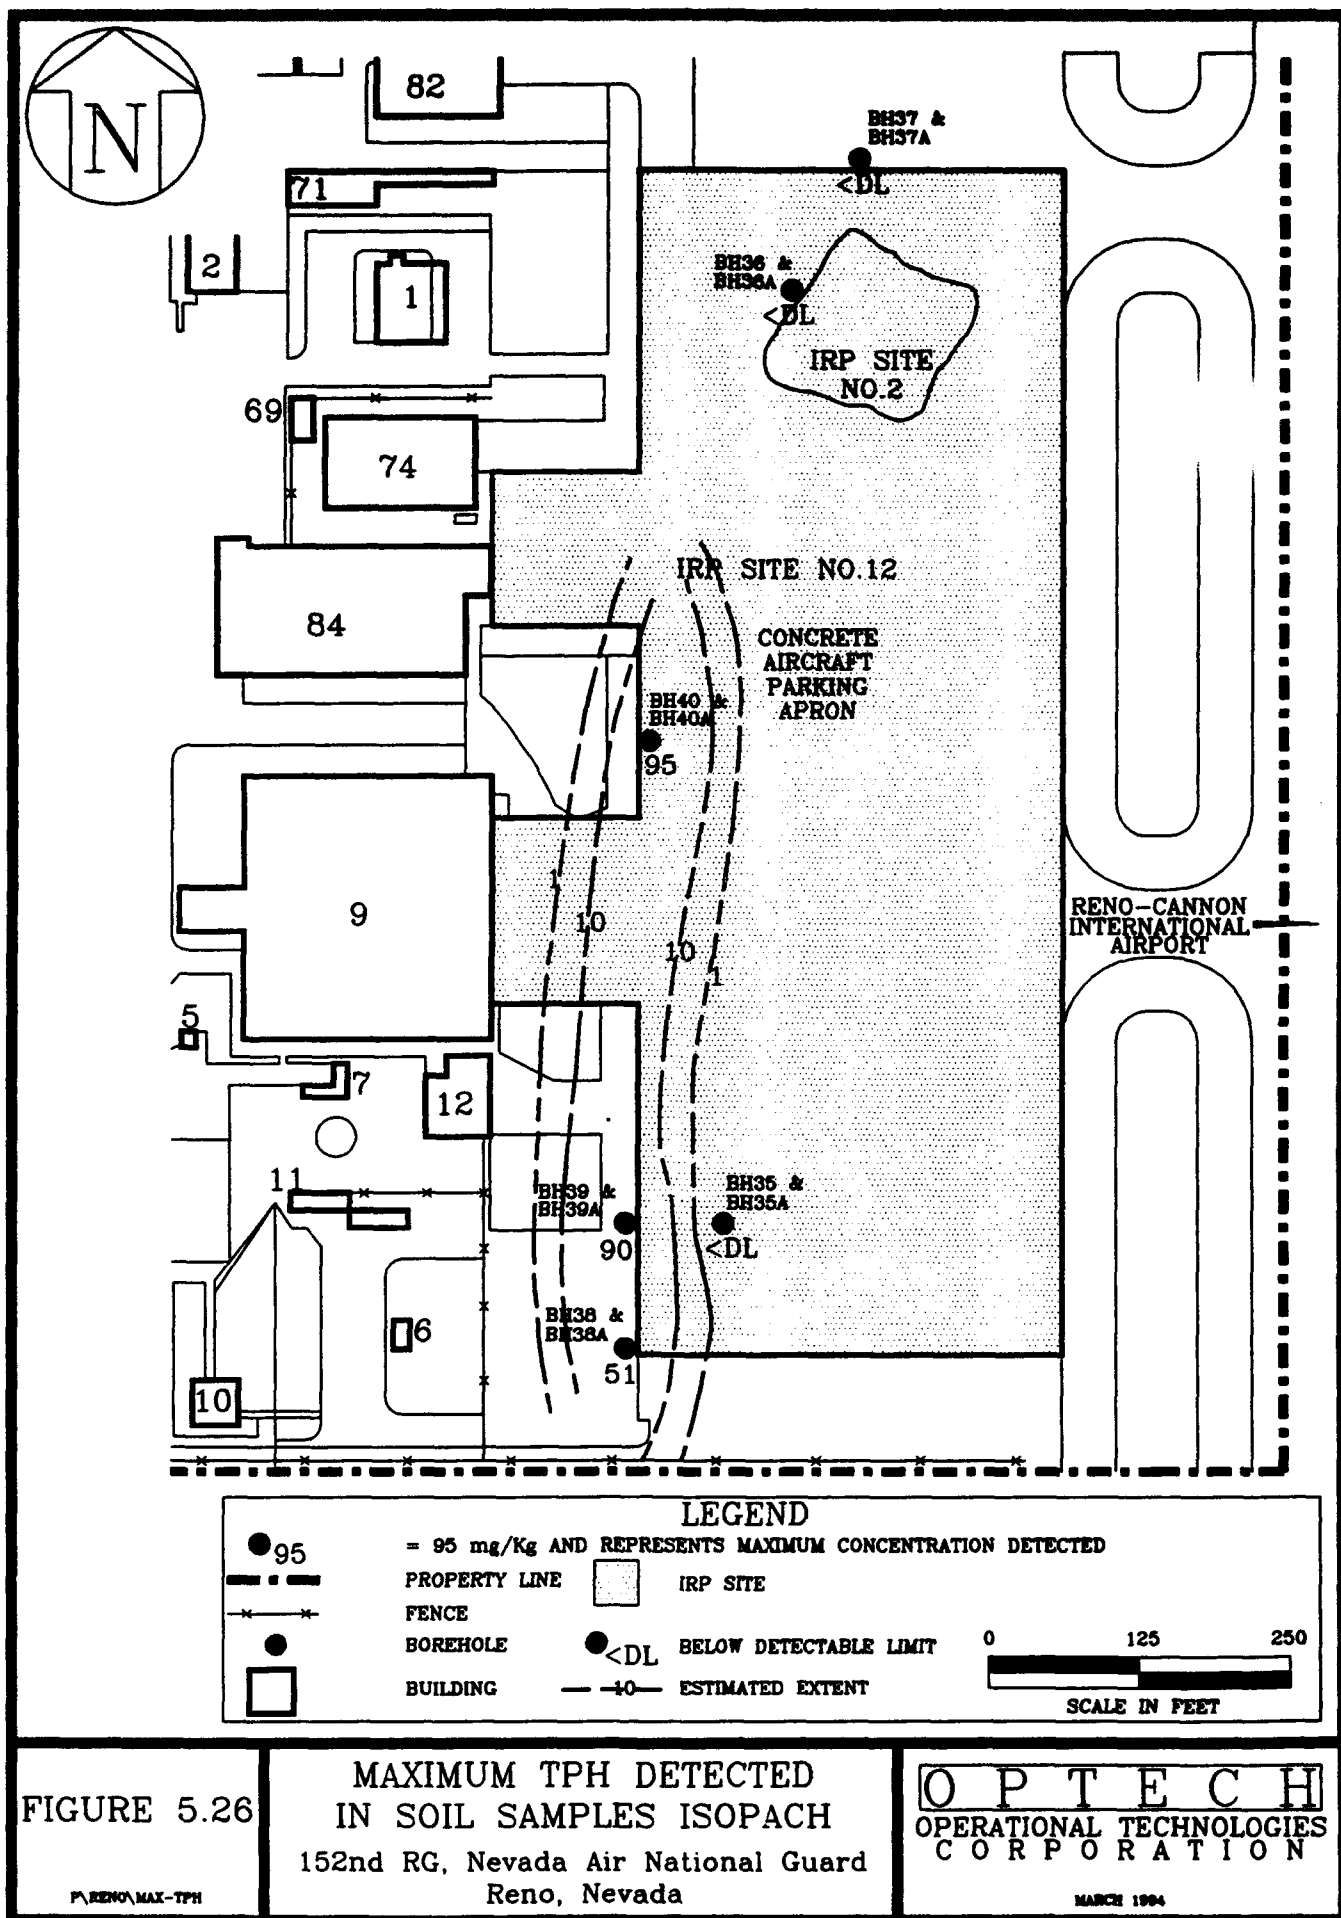 N
82
BH37 &
BH37A
<DL
71
2
1
BH36 &
BH36A
<DL
IRP SITE
NO.2
69
74
IRP SITE NO.12
84
CONCRETE
AIRCRAFT
PARKING
APRON
BH40 &
BH40A
95
9
1
10
10
1
RENO-CANNON
INTERNATIONAL
AIRPORT
5
7
12
11
BH39 &
BH39A
90
BH35 &
BH35A
<DL
BH38 &
BH38A
51
6
10
LEGEND
95 = 95 mg/Kg AND REPRESENTS MAXIMUM CONCENTRATION DETECTED
PROPERTY LINE IRP SITE
FENCE
BOREHOLE <DL BELOW DETECTABLE LIMIT
BUILDING 10 ESTIMATED EXTENT
0 125 250
SCALE IN FEET
FIGURE 5.26
P\RENO\MAX-TPH
MAXIMUM TPH DETECTED
IN SOIL SAMPLES ISOPACH
152nd RG, Nevada Air National Guard
Reno, Nevada
OPTECH
OPERATIONAL TECHNOLOGIES
CORPORATION
MARCH 1994